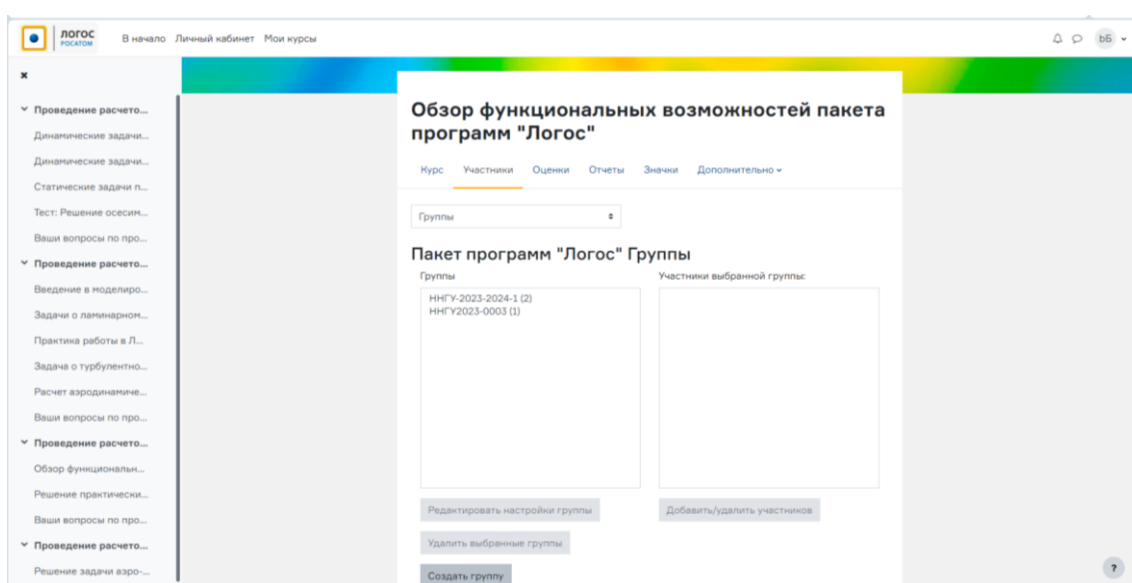 ЛОГОС
РОСАТОМ
В начало Личный кабинет Мои курсы
ЬБ
Проведение расчето...
Динамические задачи...
Динамические задачи...
Статические задачи п...
Тест: Решение осесим...
Ваши вопросы по про...
Проведение расчето...
Введение в моделиро...
Задачи о ламинарном...
Практика работы в Л...
Задача о турбулентно...
Расчет аэродинамиче...
Ваши вопросы по про...
Проведение расчето...
Обзор функциональн...
Решение практически...
Ваши вопросы по про...
Проведение расчето...
Решение задачи аэро-...
Обзор функциональных возможностей пакета
программ "Логос"
Курс Участники Оценки Отчеты Значки Дополнительно
Группы
Пакет программ "Логос" Группы
Группы
ННГУ-2023-2024-1 (2)
ННГУ2023-0003 (1)
Участники выбранной группы:
Редактировать настройки группы
Добавить/удалить участников
Удалить выбранные группы
Создать группу
?